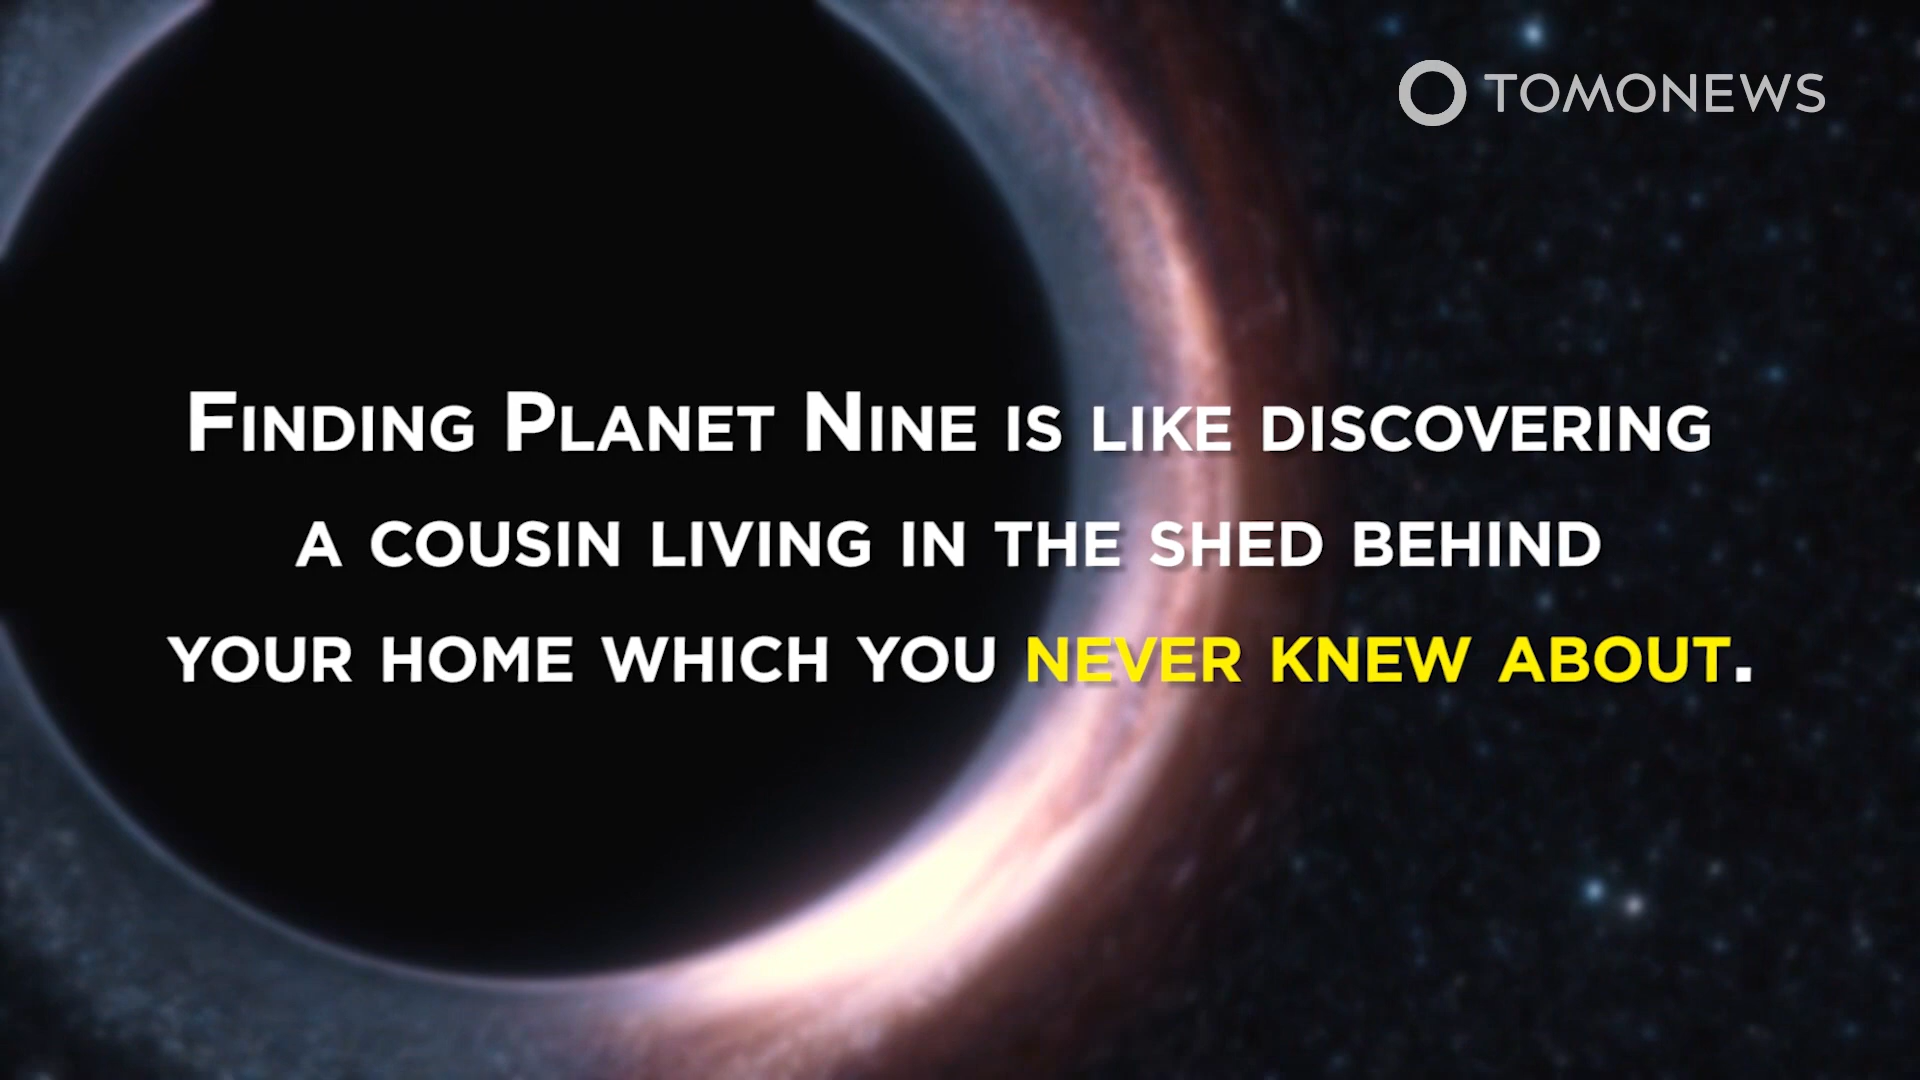 TOMONEWS
Finding Planet Nine is like discovering
a cousin living in the shed behind
your home which you never knew about.